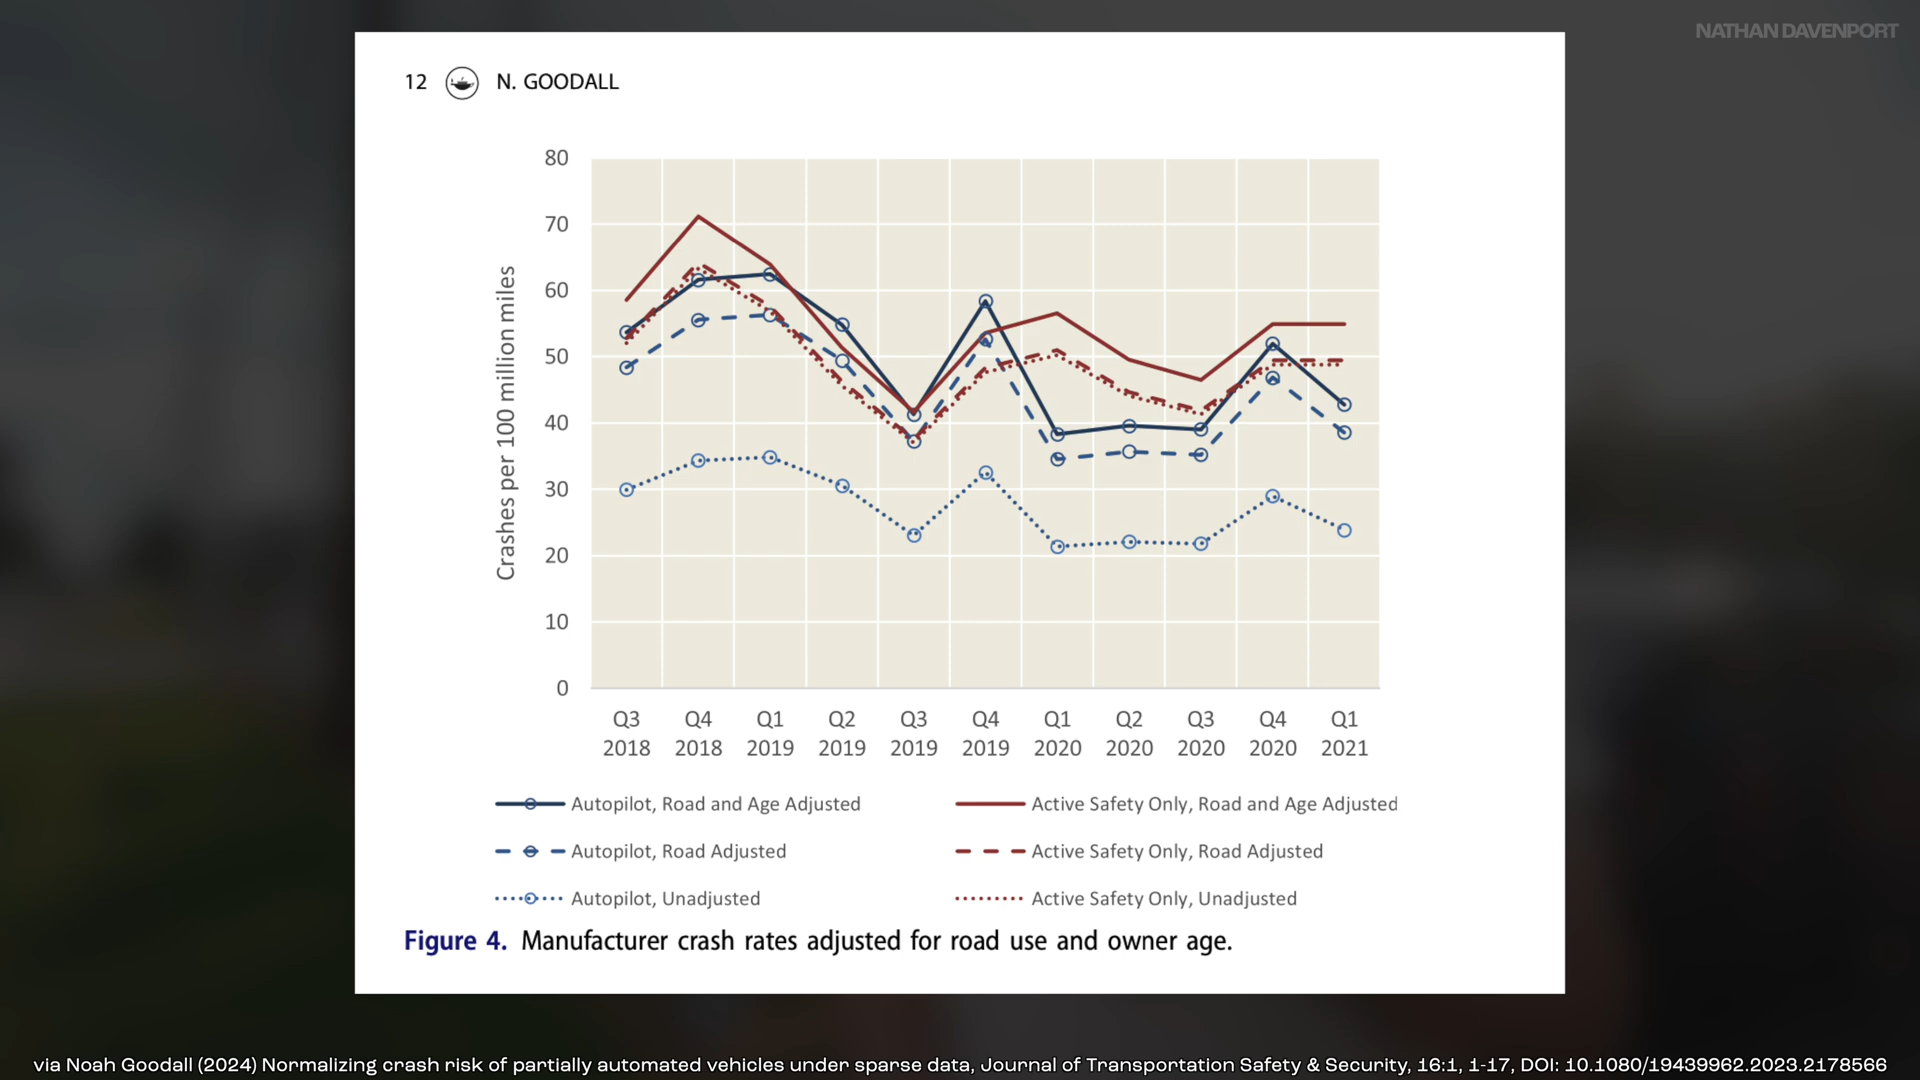 NATHAN DAVENPORT
12 N. GOODALL
80
70
60
50
40
30
20
10
0
Crashes per 100 million miles
Q3 Q4 Q1 Q2 Q3 Q4 Q1 Q2 Q3 Q4 Q1
2018 2018 2019 2019 2019 2019 2020 2020 2020 2020 2021
Autopilot, Road and Age Adjusted
Active Safety Only, Road and Age Adjusted
Autopilot, Road Adjusted
Active Safety Only, Road Adjusted
Autopilot, Unadjusted
Active Safety Only, Unadjusted
Figure 4. Manufacturer crash rates adjusted for road use and owner age.
via Noah Goodall (2024) Normalizing crash risk of partially automated vehicles under sparse data, Journal of Transportation Safety & Security, 16:1, 1-17, DOI: 10.1080/19439962.2023.2178566